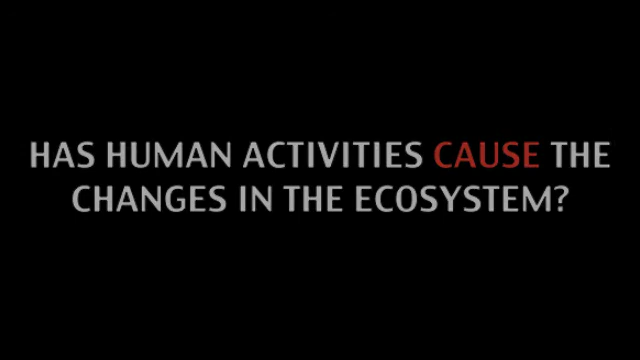 HAS HUMAN ACTIVITIES CAUSE THE
CHANGES IN THE ECOSYSTEM?